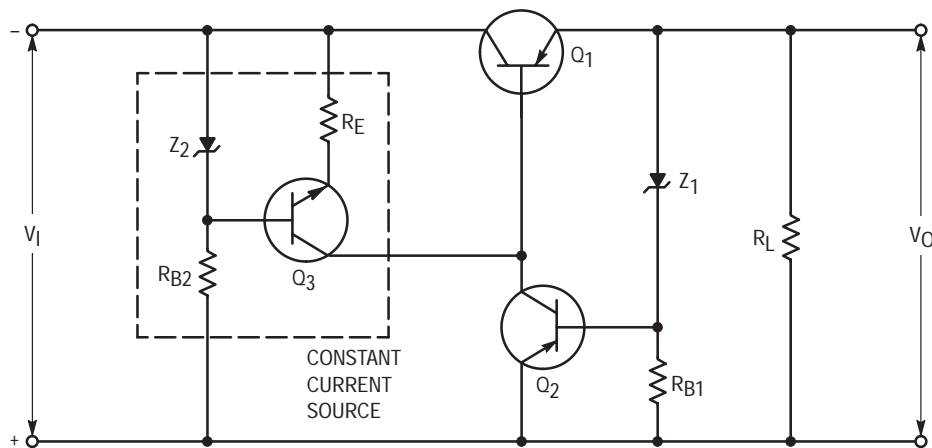 –
Q1
RE
Z2
Z1
VI
RL
VO
RB2
Q3
CONSTANT
CURRENT
SOURCE
Q2
RB1
+